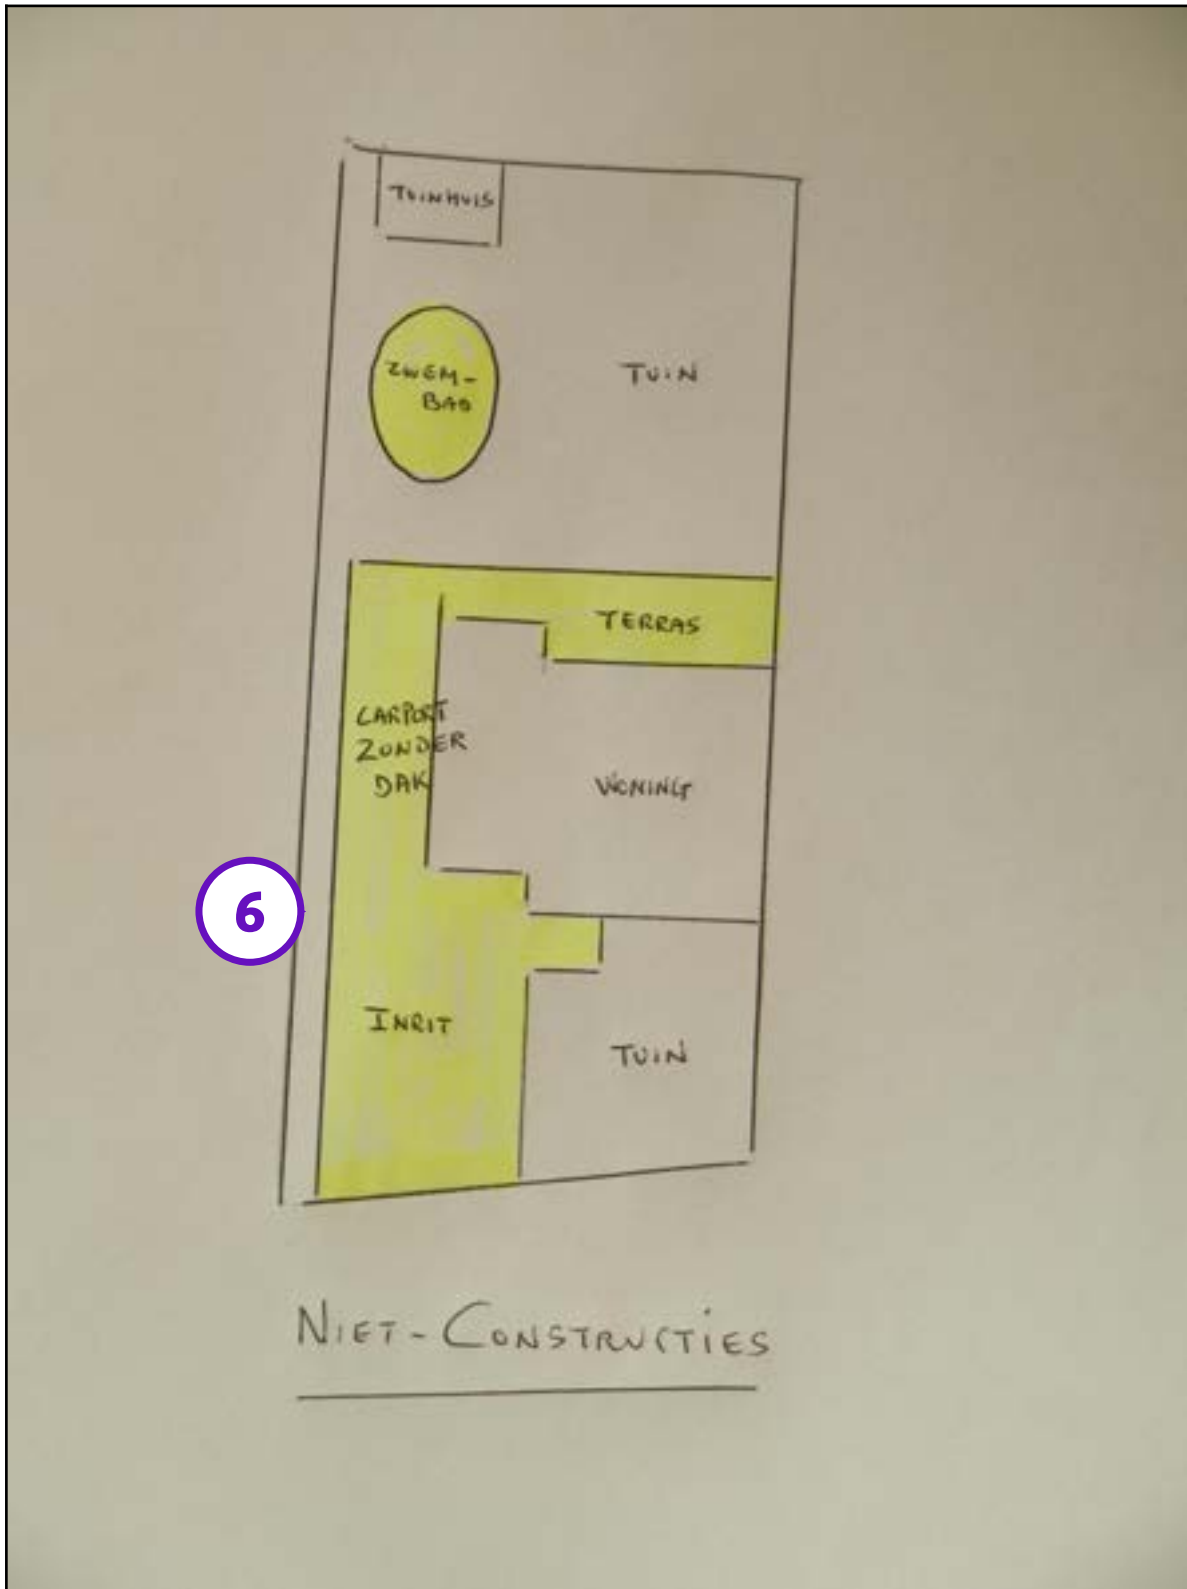 TUINHUIS
ZWEM-
BAD
TUIN
TERRAS
CARPORT
ZONDER
DAK
WONING
6
INRIT
TUIN
NIET-CONSTRUCTIES